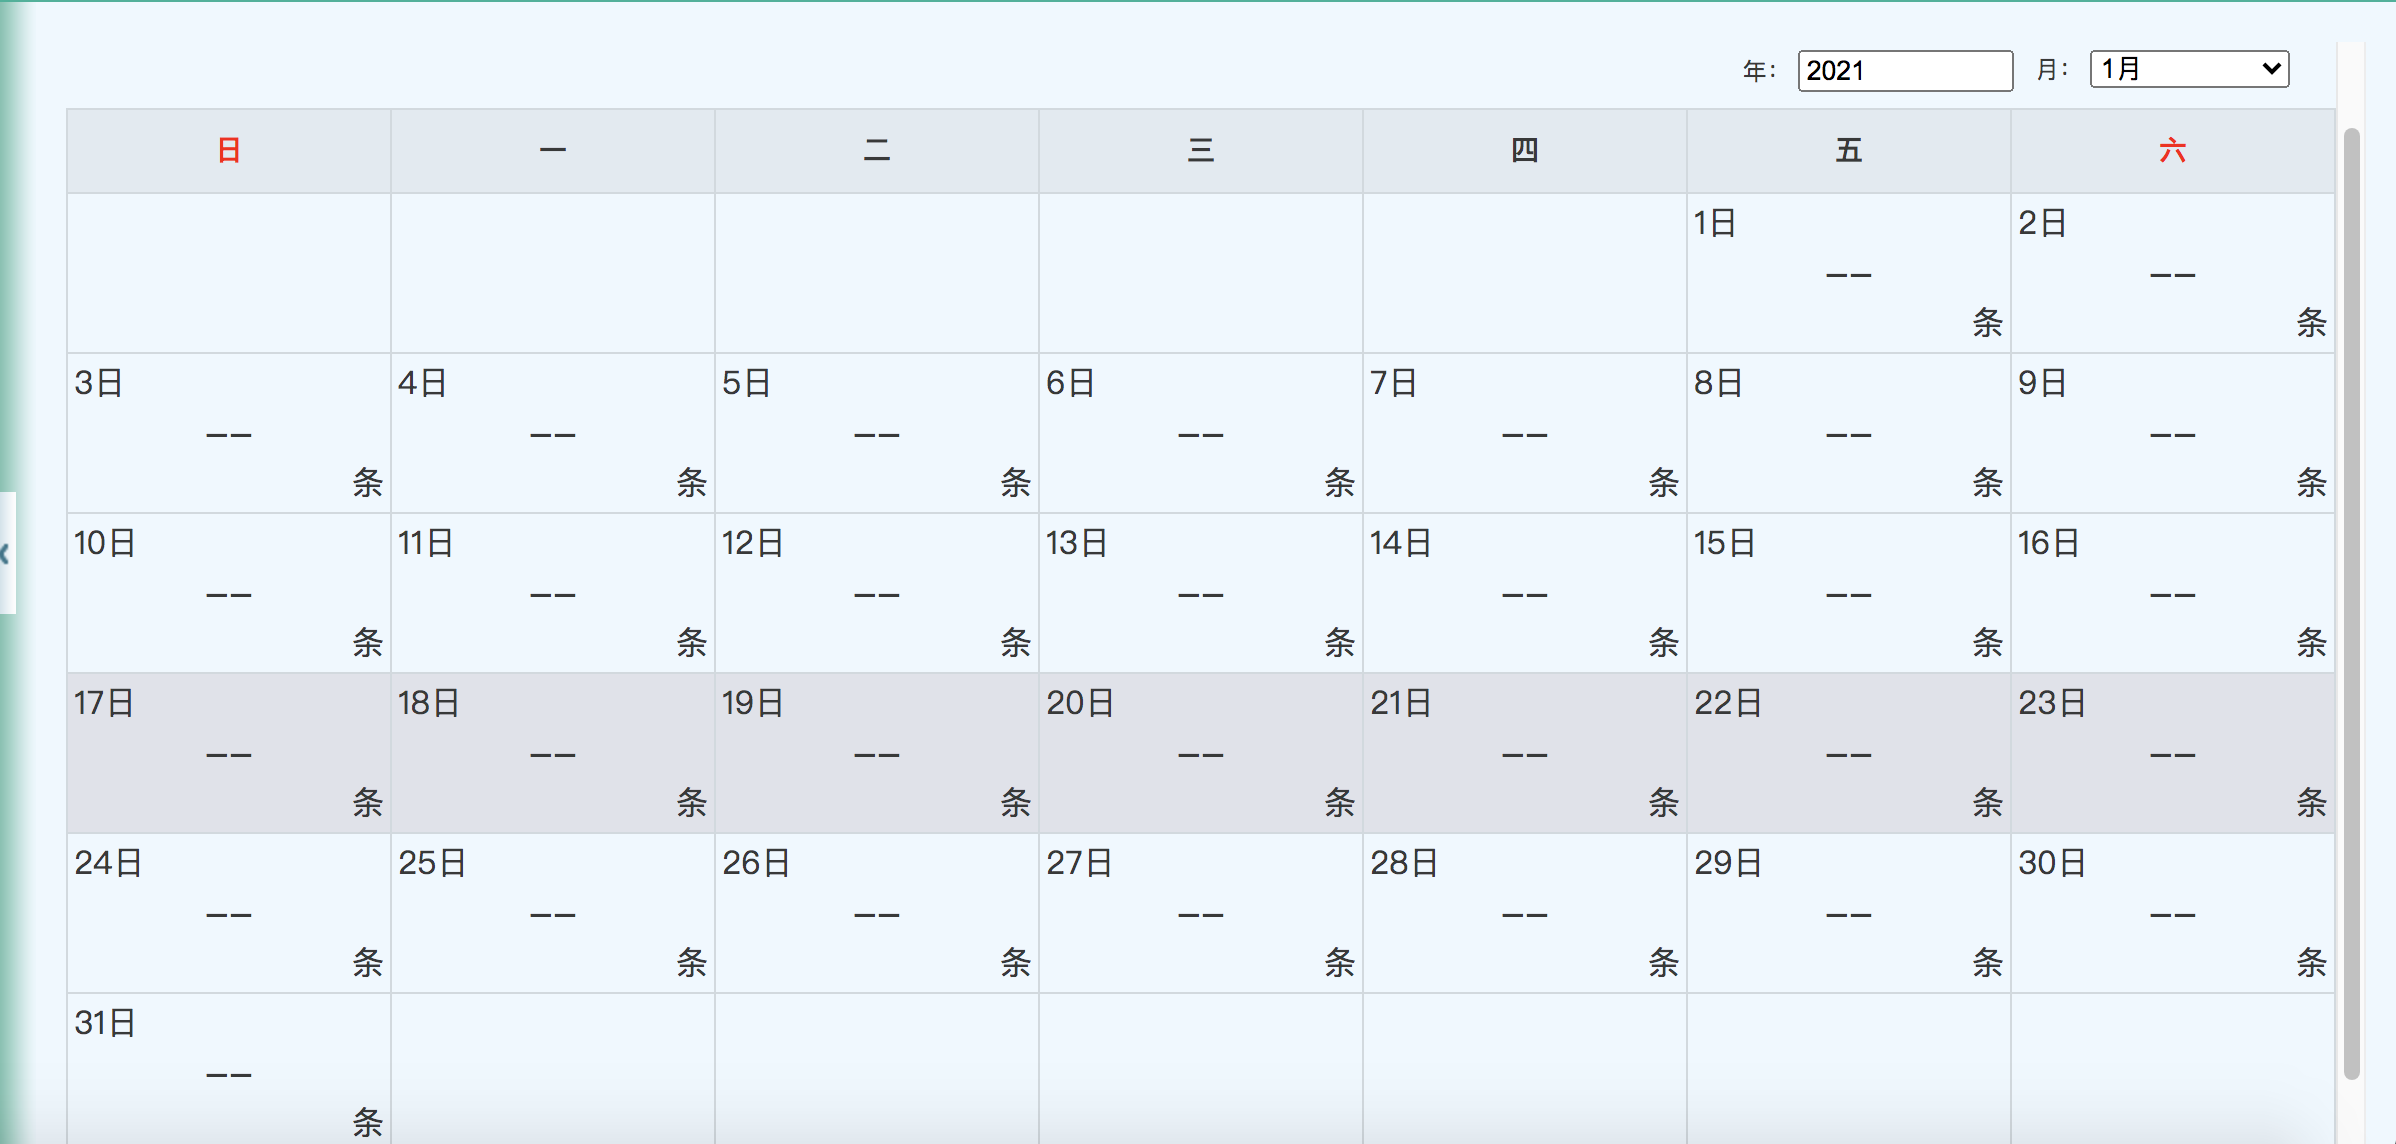 年： 2021 月： 1月
日 一 二 三 四 五 六
1日 2日
-- --
条 条
3日 4日 5日 6日 7日 8日 9日
-- -- -- -- -- -- --
条 条 条 条 条 条 条
10日 11日 12日 13日 14日 15日 16日
-- -- -- -- -- -- --
条 条 条 条 条 条 条
17日 18日 19日 20日 21日 22日 23日
-- -- -- -- -- -- --
条 条 条 条 条 条 条
24日 25日 26日 27日 28日 29日 30日
-- -- -- -- -- -- --
条 条 条 条 条 条 条
31日
--
条